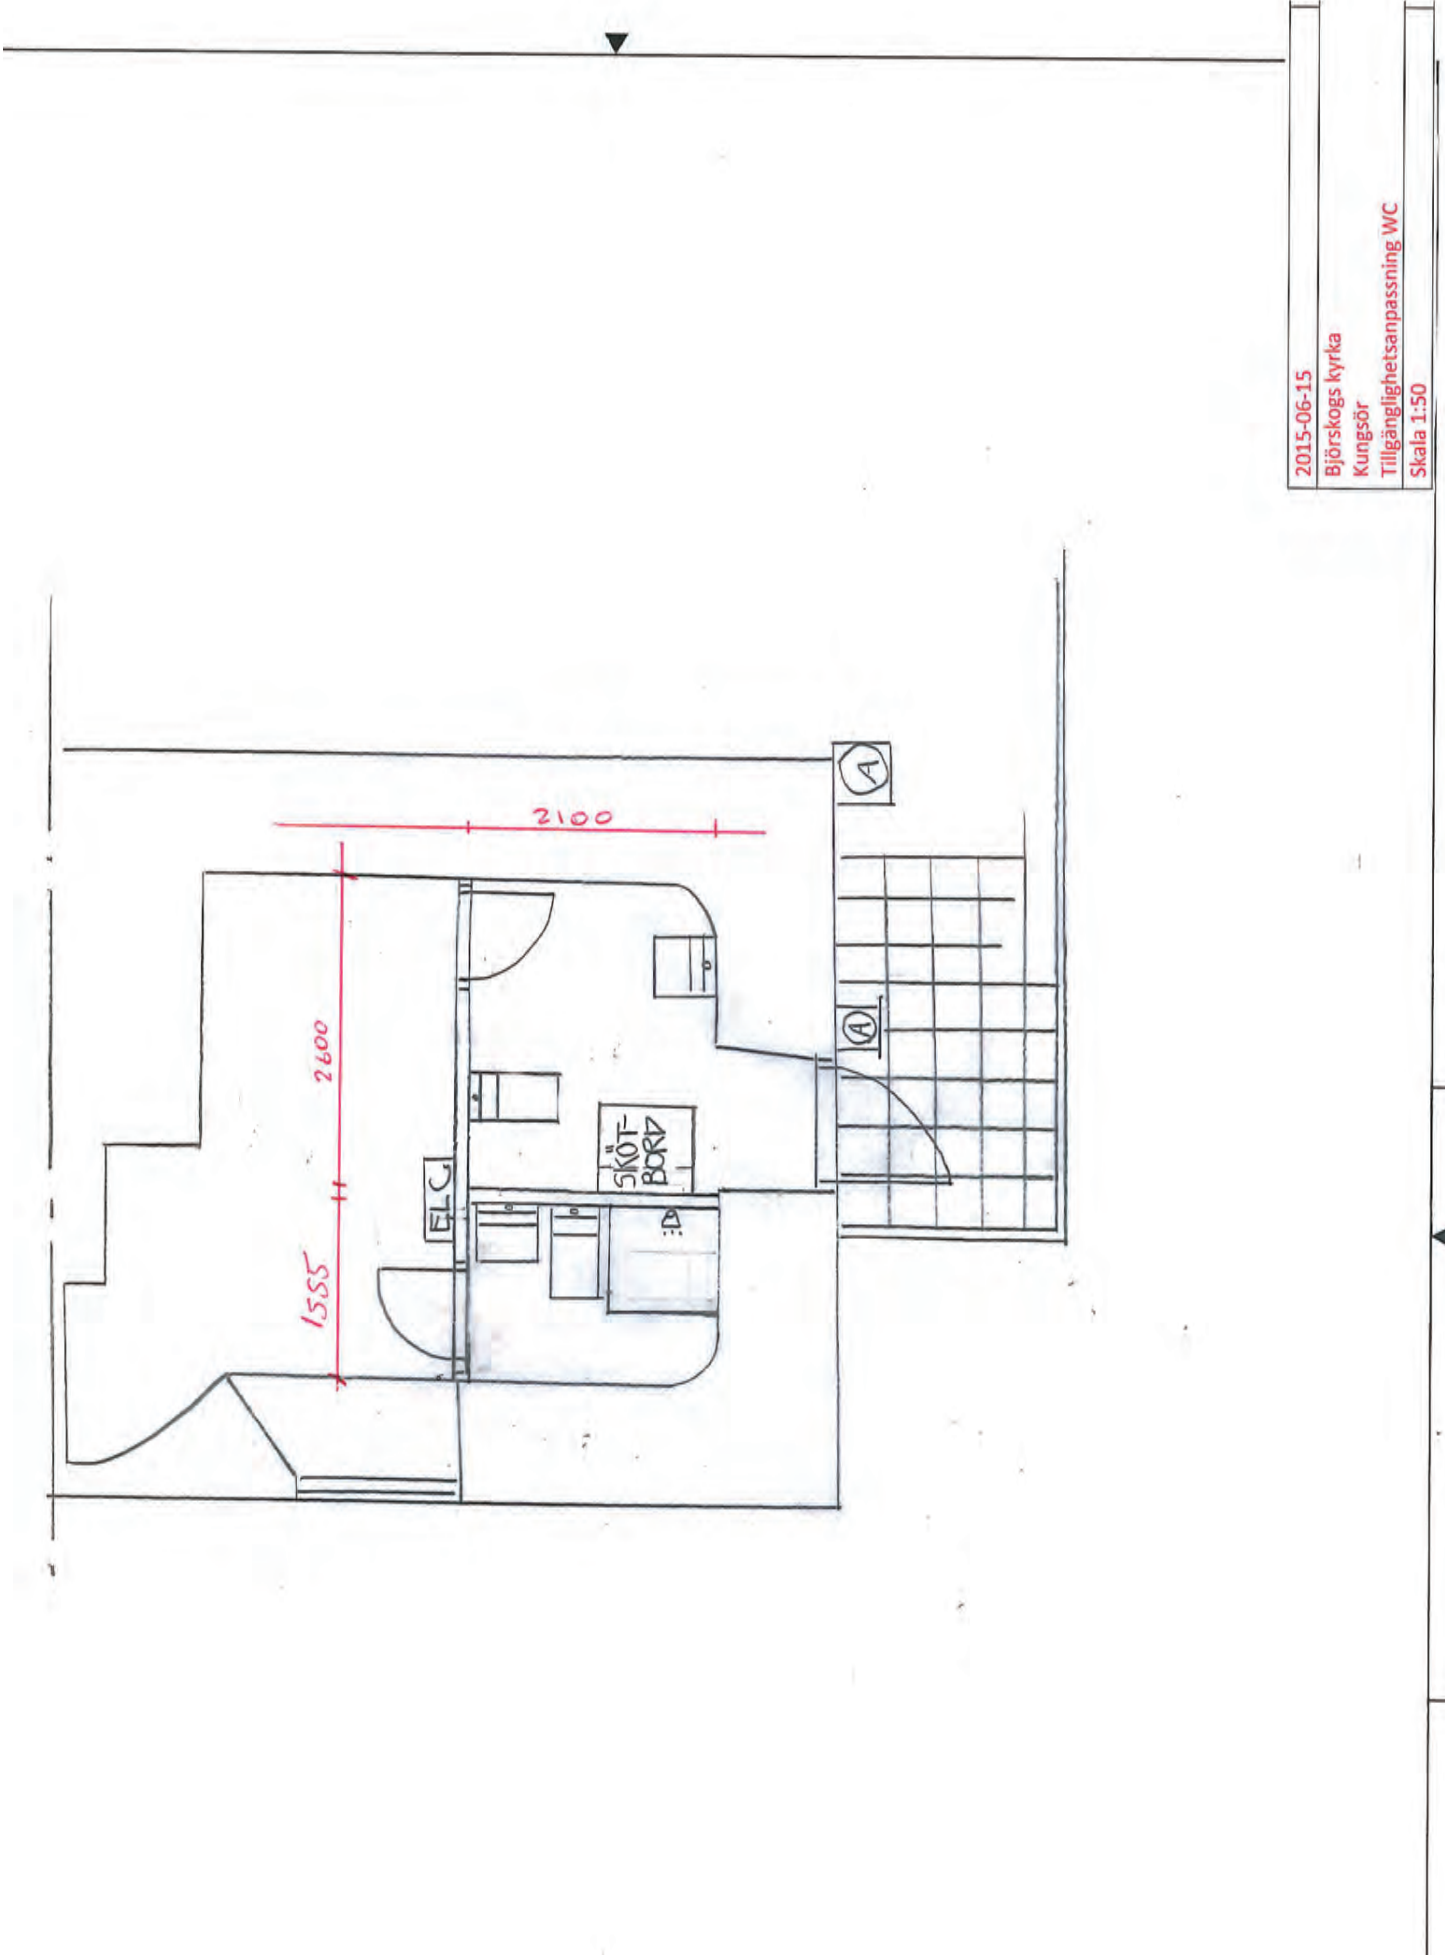 2100
2600
1555
ELC
SKÖT-
BORD
A
A
2015-06-15
Björskogs kyrka
Kungsör
Tillgänglighetsanpassning WC
Skala 1:50